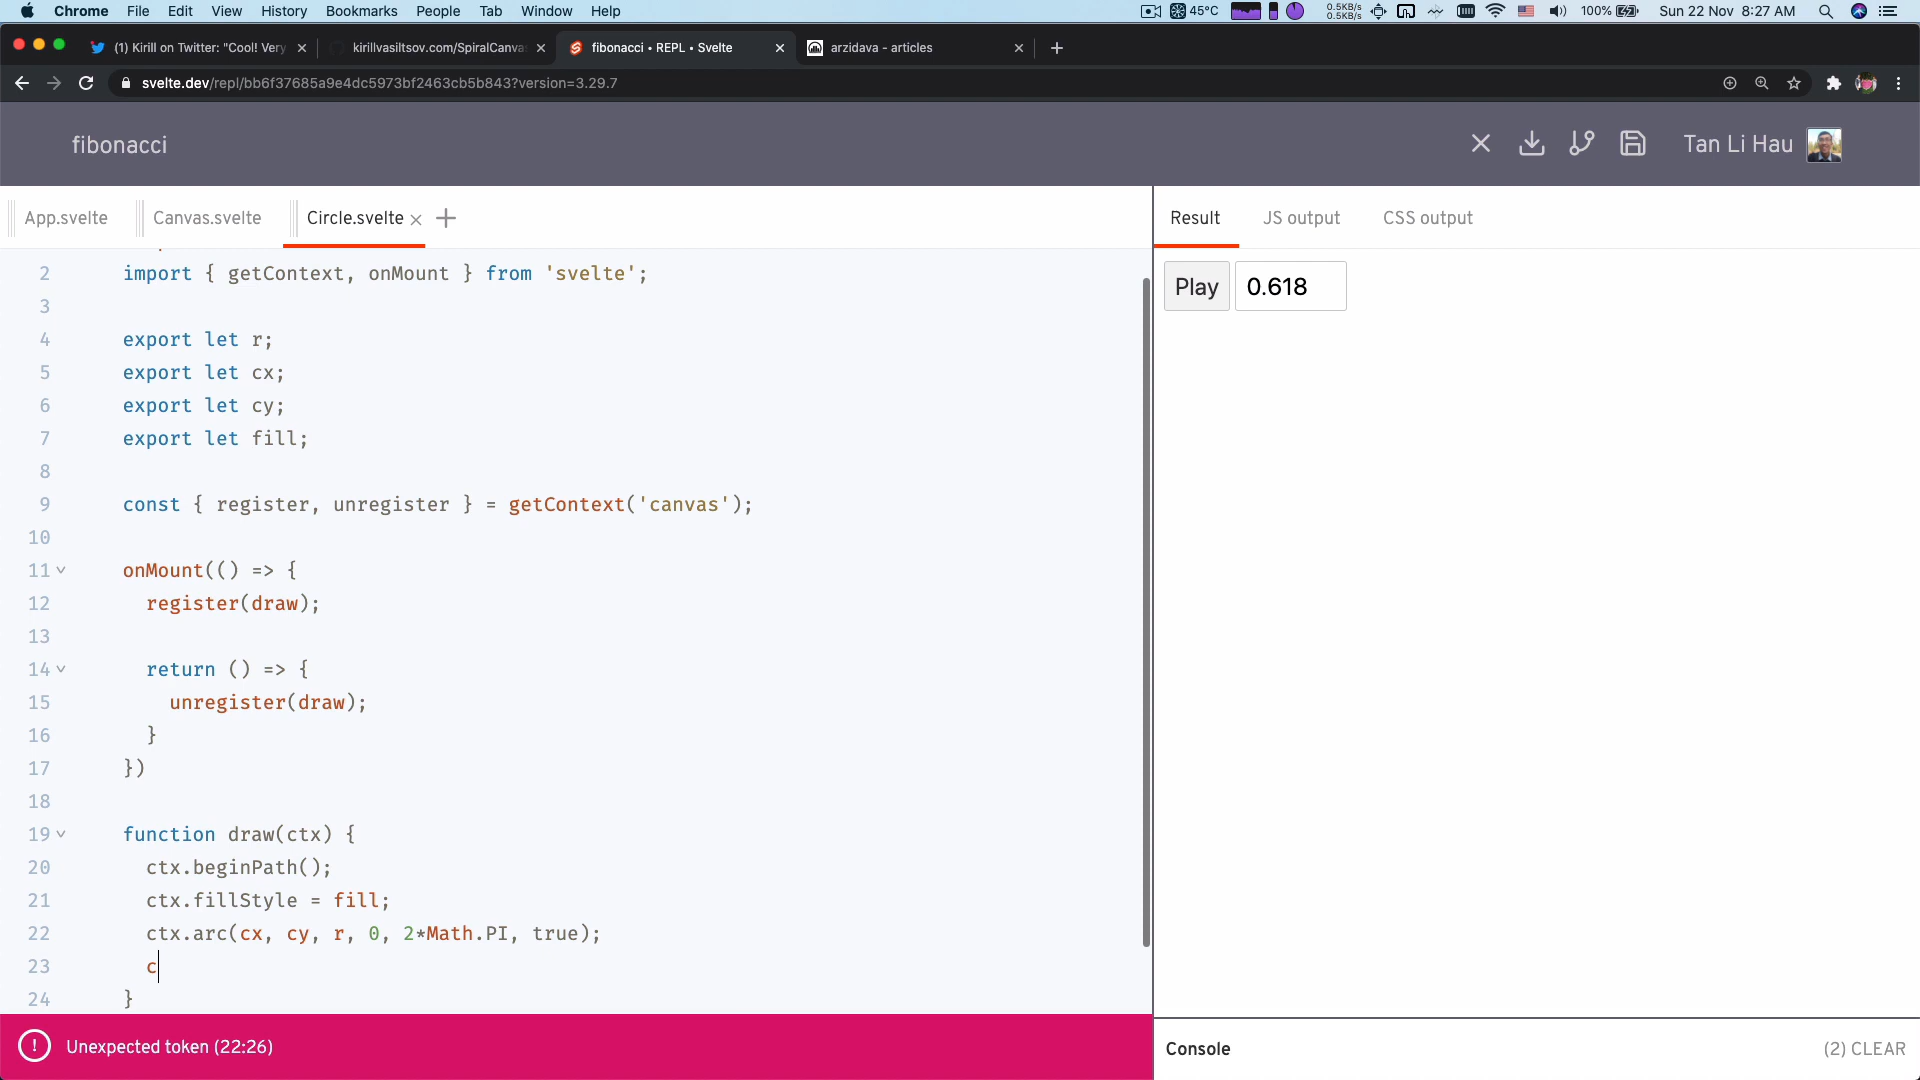 Chrome File Edit View History Bookmarks People Tab Window Help 45°C 0.5KB/s 0.5KB/s 100% Sun 22 Nov 8:27 AM
(1) Kirill on Twitter: "Cool! Very kirillvasiltsov.com/SpiralCanva fibonacci • REPL • Svelte arzidava - articles
svelte.dev/repl/bb6f37685a9e4dc5973bf2463cb5b843?version=3.29.7
fibonacci Tan Li Hau
App.svelte Canvas.svelte Circle.svelte Result JS output CSS output
2 import { getContext, onMount } from 'svelte';
Play 0.618
3
4 export let r;
5 export let cx;
6 export let cy;
7 export let fill;
8
9 const { register, unregister } = getContext('canvas');
10
11 onMount(() => {
12 register(draw);
13
14 return () => {
15 unregister(draw);
16 }
17 })
18
19 function draw(ctx) {
20 ctx.beginPath();
21 ctx.fillStyle = fill;
22 ctx.arc(cx, cy, r, 0, 2*Math.PI, true);
23 c
24 }
! Unexpected token (22:26)
Console (2) CLEAR